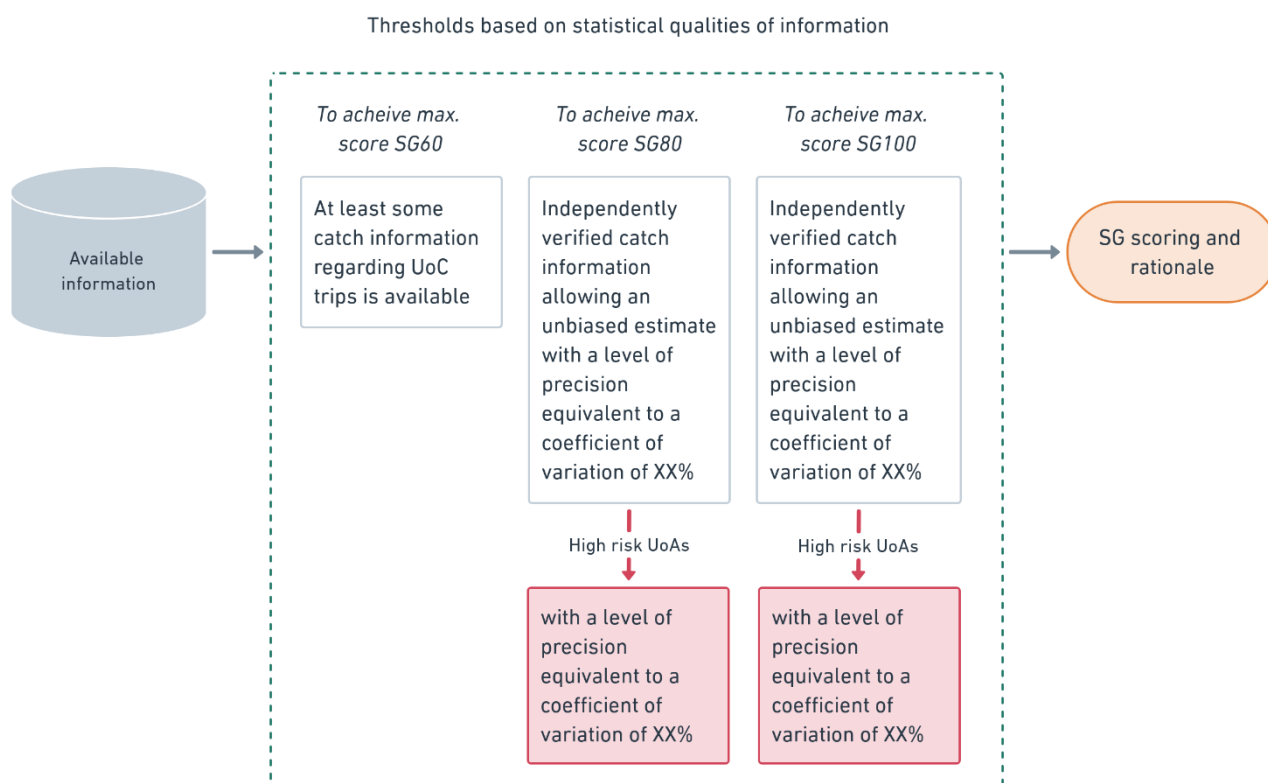 Thresholds based on statistical qualities of information
To acheive max.
score SG60
To acheive max.
score SG80
To acheive max.
score SG100
Available
information
At least some
catch information
regarding UoC
trips is available
Independently
verified catch
information
allowing an
unbiased estimate
with a level of
precision
equivalent to a
coefficient of
variation of XX%
Independently
verified catch
information
allowing an
unbiased estimate
with a level of
precision
equivalent to a
coefficient of
variation of XX%
SG scoring and
rationale
High risk UoAs
High risk UoAs
with a level of
precision
equivalent to a
coefficient of
variation of XX%
with a level of
precision
equivalent to a
coefficient of
variation of XX%